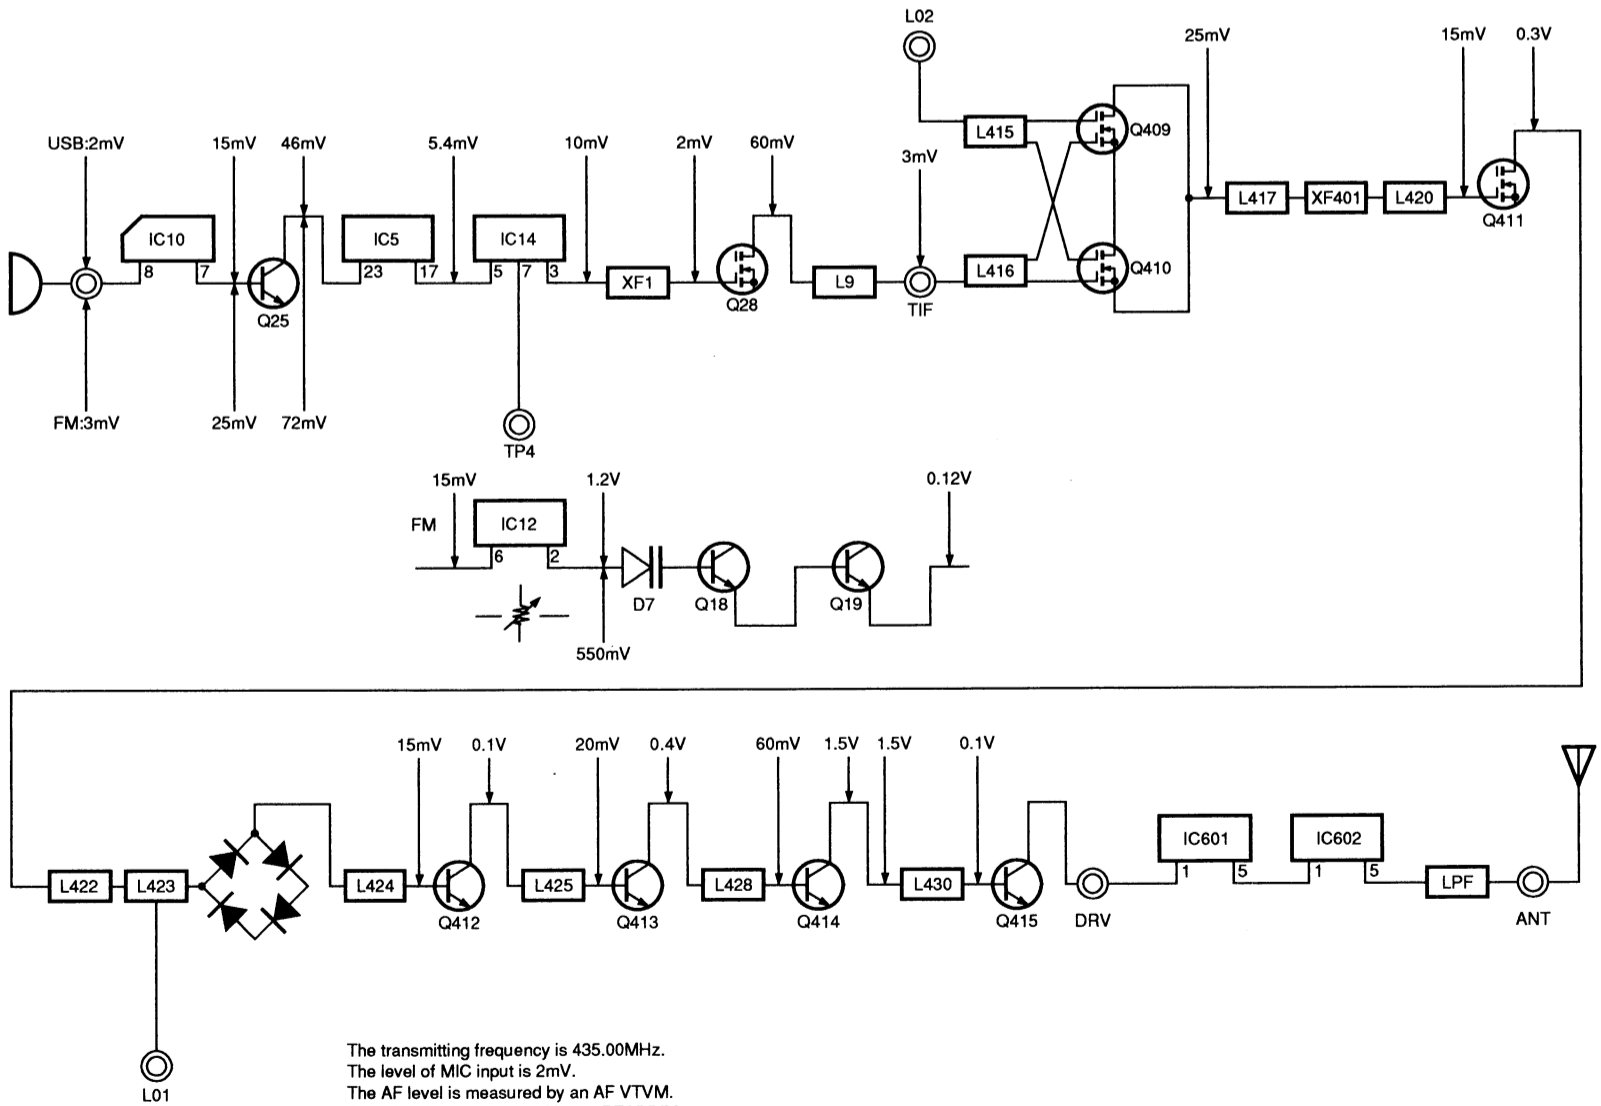 L02
25mV
15mV
0.3V
USB:2mV
15mV
46mV
5.4mV
10mV
2mV
60mV
3mV
L415
Q409
IC10
IC5
IC14
8
7
23
17
5
7
3
Q25
XF1
Q28
L9
TIF
L416
Q410
L417
XF401
L420
Q411
FM:3mV
25mV
72mV
TP4
15mV
1.2V
0.12V
FM
IC12
6
2
D7
Q18
Q19
550mV
15mV
0.1V
20mV
0.4V
60mV
1.5V
1.5V
0.1V
IC601
IC602
1
5
1
5
L422
L423
L424
Q412
L425
Q413
L428
Q414
L430
Q415
DRV
LPF
ANT
L01
The transmitting frequency is 435.00MHz.
The level of MIC input is 2mV.
The AF level is measured by an AF VTVM.